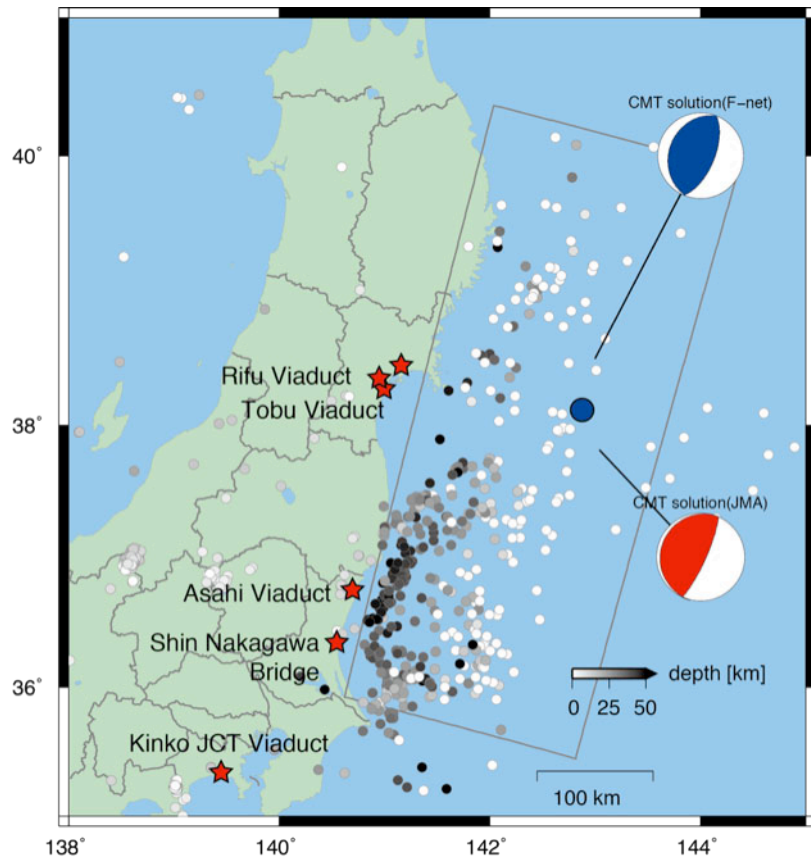 CMT solution(F-net)
40˚
Rifu Viaduct
Tobu Viaduct
38˚
CMT solution(JMA)
Asahi Viaduct
Shin Nakagawa
Bridge
depth [km]
0 25 50
36˚
Kinko JCT Viaduct
100 km
138˚ 140˚ 142˚ 144˚